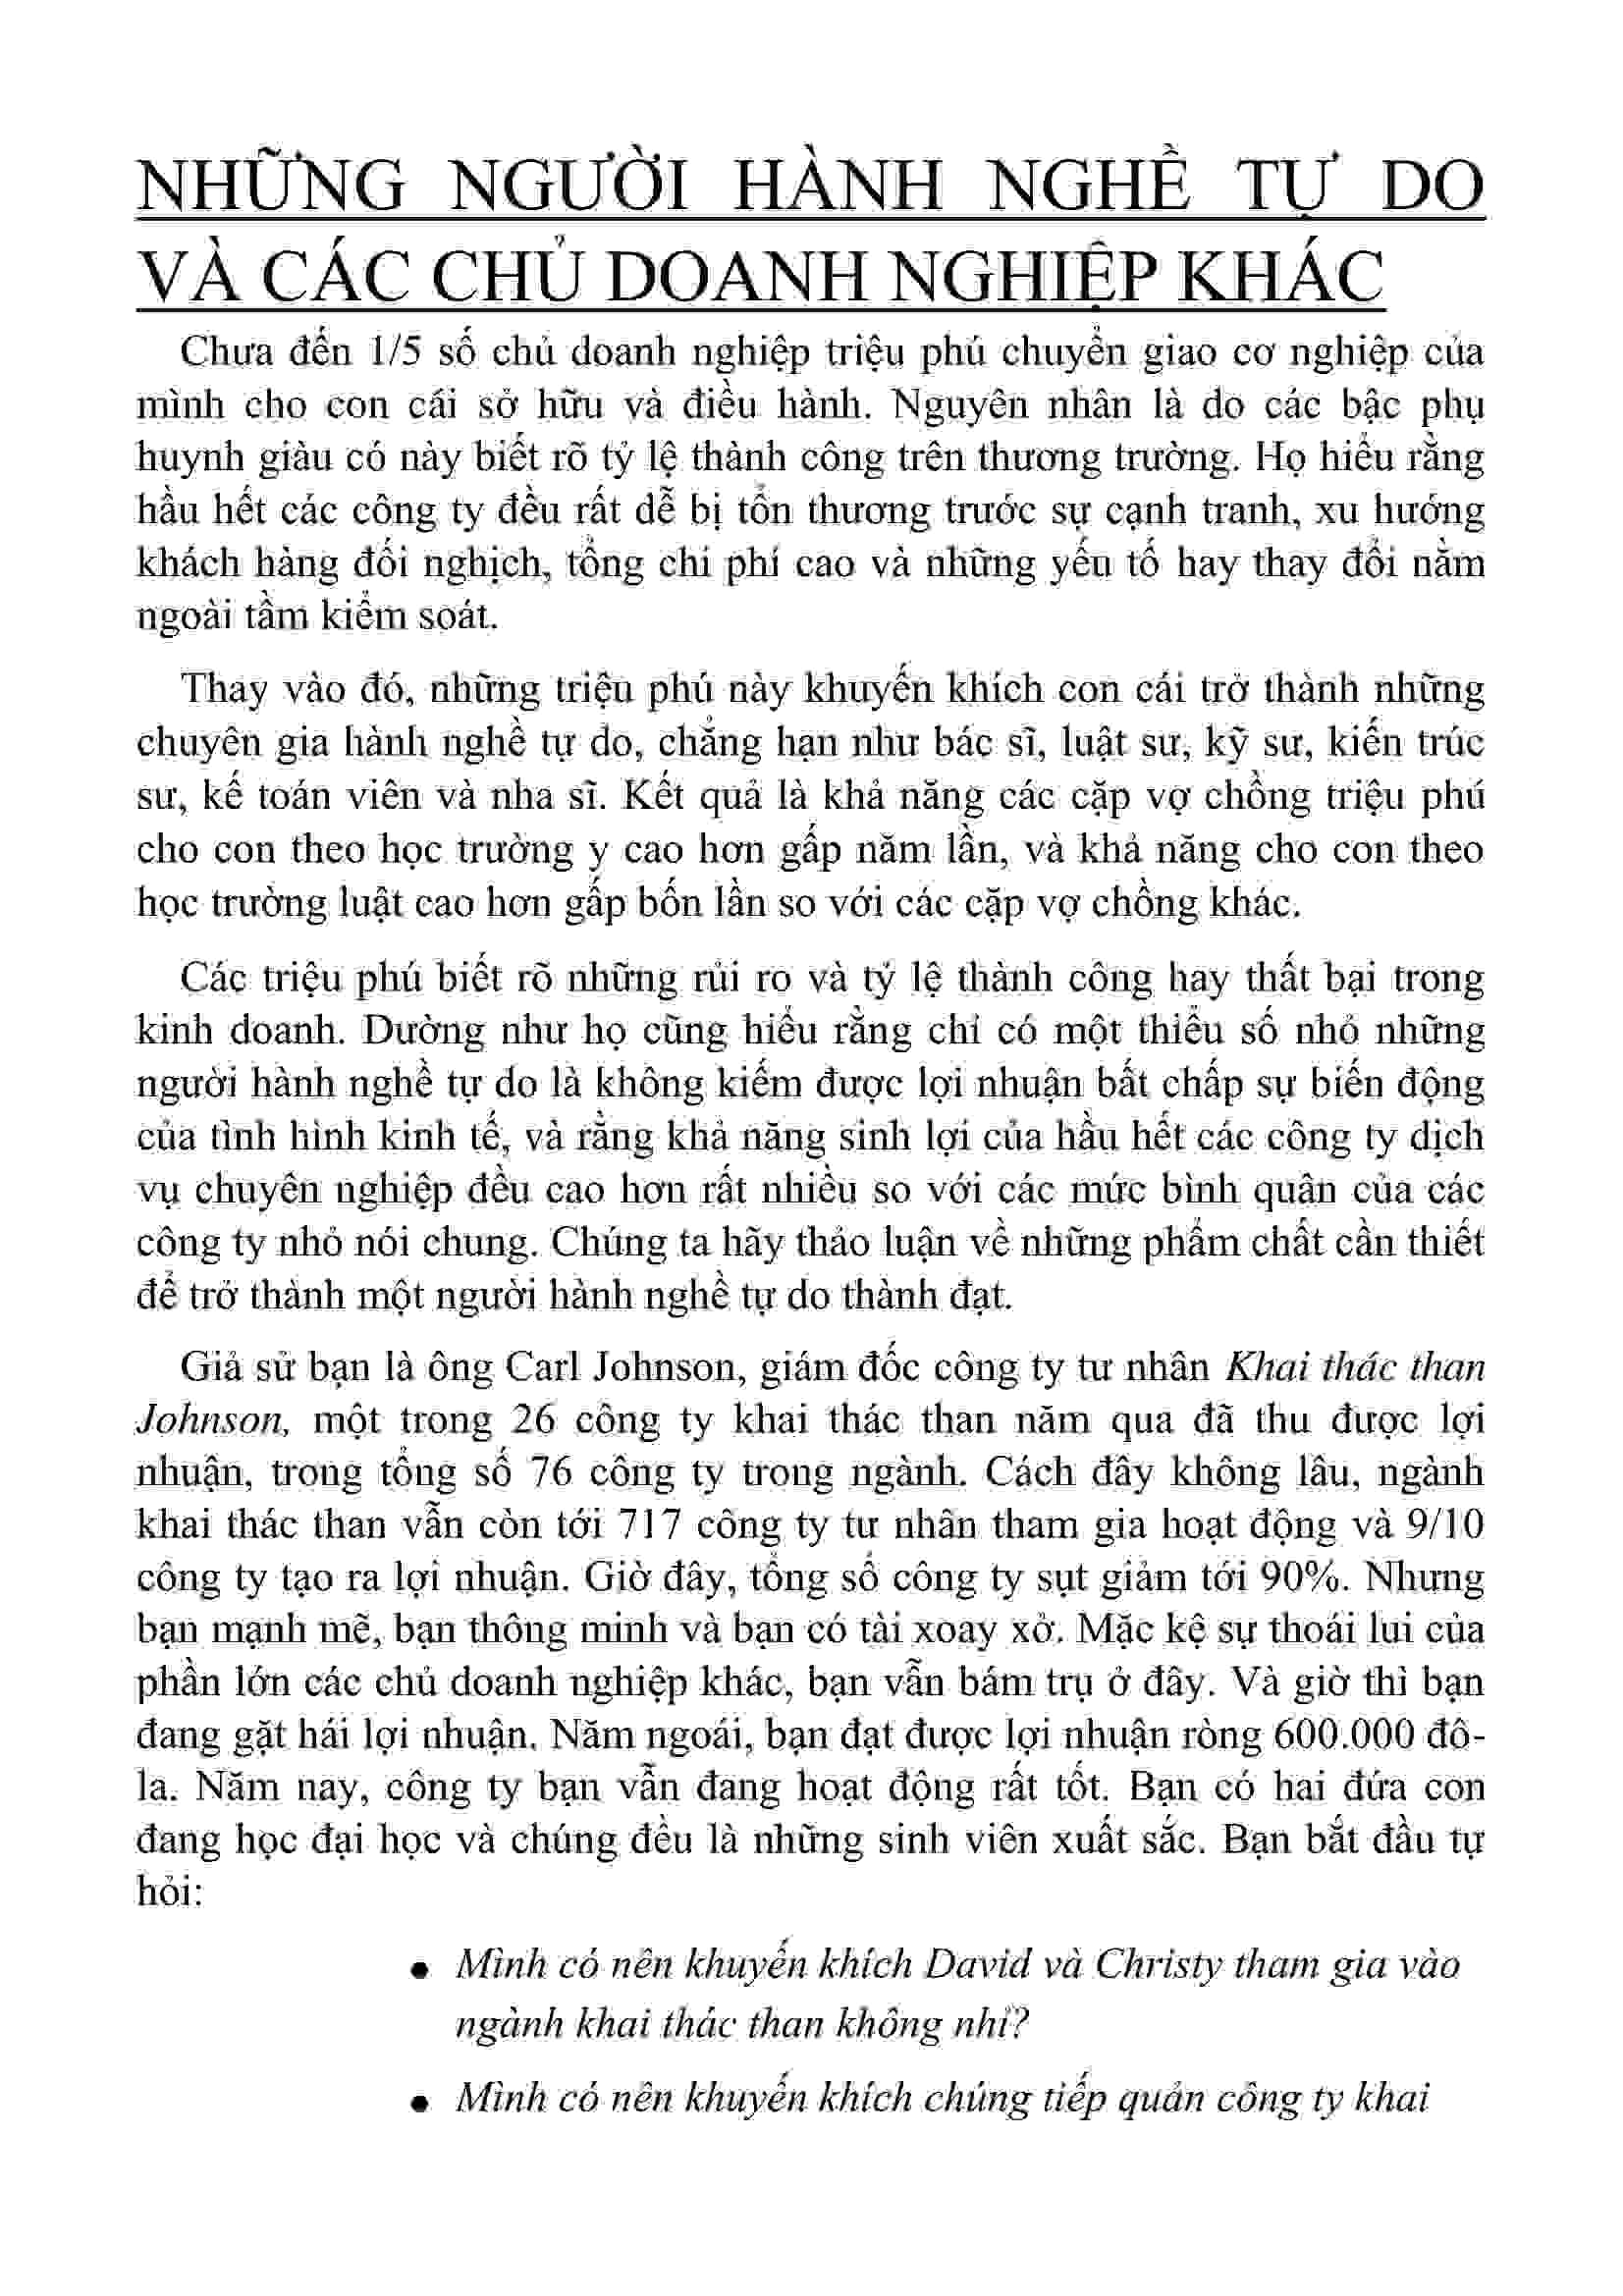 NHỮNG NGƯỜI HÀNH NGHỀ TỰ DO
VÀ CÁC CHỦ DOANH NGHIỆP KHÁC
Chưa đến 1/5 số chủ doanh nghiệp triệu phú chuyển giao cơ nghiệp của
mình cho con cái sở hữu và điều hành. Nguyên nhân là do các bậc phụ
huynh giàu có này biết rõ tỷ lệ thành công trên thương trường. Họ hiểu rằng
hầu hết các công ty đều rất dễ bị tổn thương trước sự cạnh tranh, xu hướng
khách hàng đối nghịch, tổng chi phí cao và những yếu tố hay thay đổi nằm
ngoài tầm kiểm soát.
Thay vào đó, những triệu phú này khuyến khích con cái trở thành những
chuyên gia hành nghề tự do, chẳng hạn như bác sĩ, luật sư, kỹ sư, kiến trúc
sư, kế toán viên và nha sĩ. Kết quả là khả năng các cặp vợ chồng triệu phú
cho con theo học trường y cao hơn gấp năm lần, và khả năng cho con theo
học trường luật cao hơn gấp bốn lần so với các cặp vợ chồng khác.
Các triệu phú biết rõ những rủi ro và tỷ lệ thành công hay thất bại trong
kinh doanh. Dường như họ cũng hiểu rằng chỉ có một thiểu số nhỏ những
người hành nghề tự do là không kiếm được lợi nhuận bất chấp sự biến động
của tình hình kinh tế, và rằng khả năng sinh lợi của hầu hết các công ty dịch
vụ chuyên nghiệp đều cao hơn rất nhiều so với các mức bình quân của các
công ty nhỏ nói chung. Chúng ta hãy thảo luận về những phẩm chất cần thiết
để trở thành một người hành nghề tự do thành đạt.
Giả sử bạn là ông Carl Johnson, giám đốc công ty tư nhân Khai thác than
Johnson, một trong 26 công ty khai thác than năm qua đã thu được lợi
nhuận, trong tổng số 76 công ty trong ngành. Cách đây không lâu, ngành
khai thác than vẫn còn tới 717 công ty tư nhân tham gia hoạt động và 9/10
công ty tạo ra lợi nhuận. Giờ đây, tổng số công ty sụt giảm tới 90%. Nhưng
bạn mạnh mẽ, bạn thông minh và bạn có tài xoay xở. Mặc kệ sự thoái lui của
phần lớn các chủ doanh nghiệp khác, bạn vẫn bám trụ ở đây. Và giờ thì bạn
đang gặt hái lợi nhuận. Năm ngoái, bạn đạt được lợi nhuận ròng 600.000 đô-
la. Năm nay, công ty bạn vẫn đang hoạt động rất tốt. Bạn có hai đứa con
đang học đại học và chúng đều là những sinh viên xuất sắc. Bạn bắt đầu tự
hỏi:
● Mình có nên khuyến khích David và Christy tham gia vào
ngành khai thác than không nhỉ?
● Mình có nên khuyến khích chúng tiếp quản công ty khai